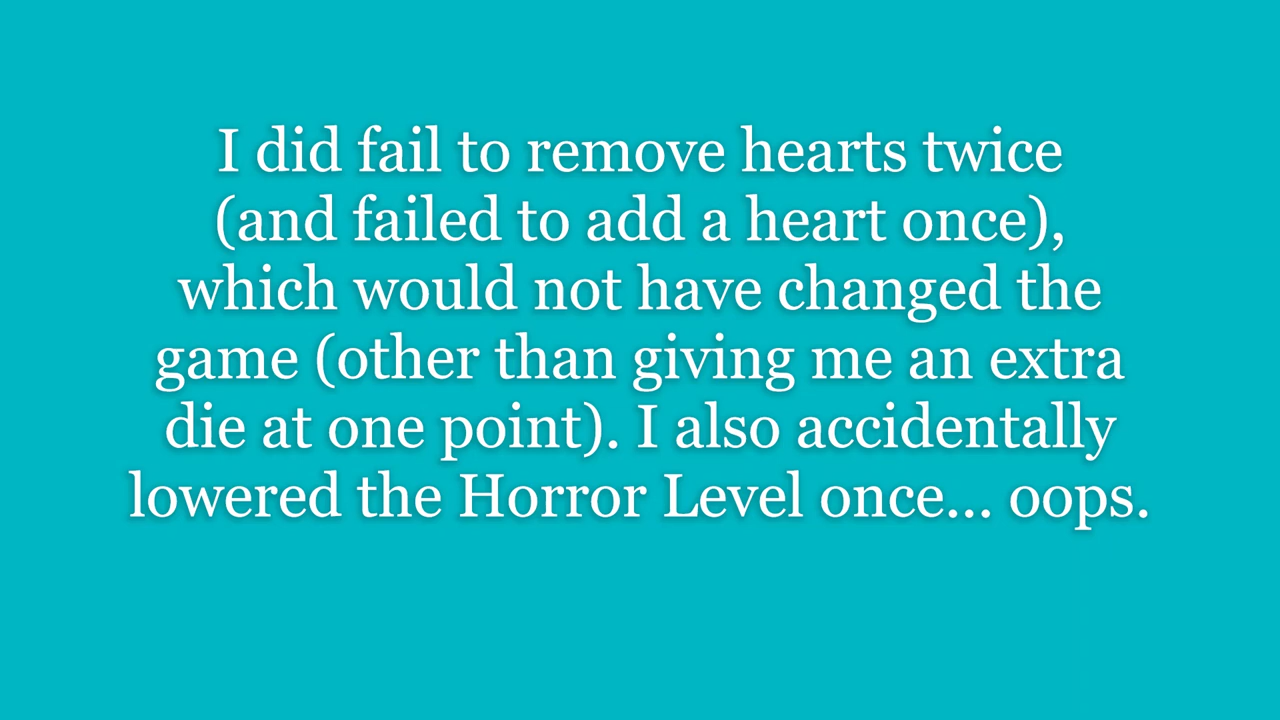 I did fail to remove hearts twice
(and failed to add a heart once),
which would not have changed the
game (other than giving me an extra
die at one point). I also accidentally
lowered the Horror Level once... oops.